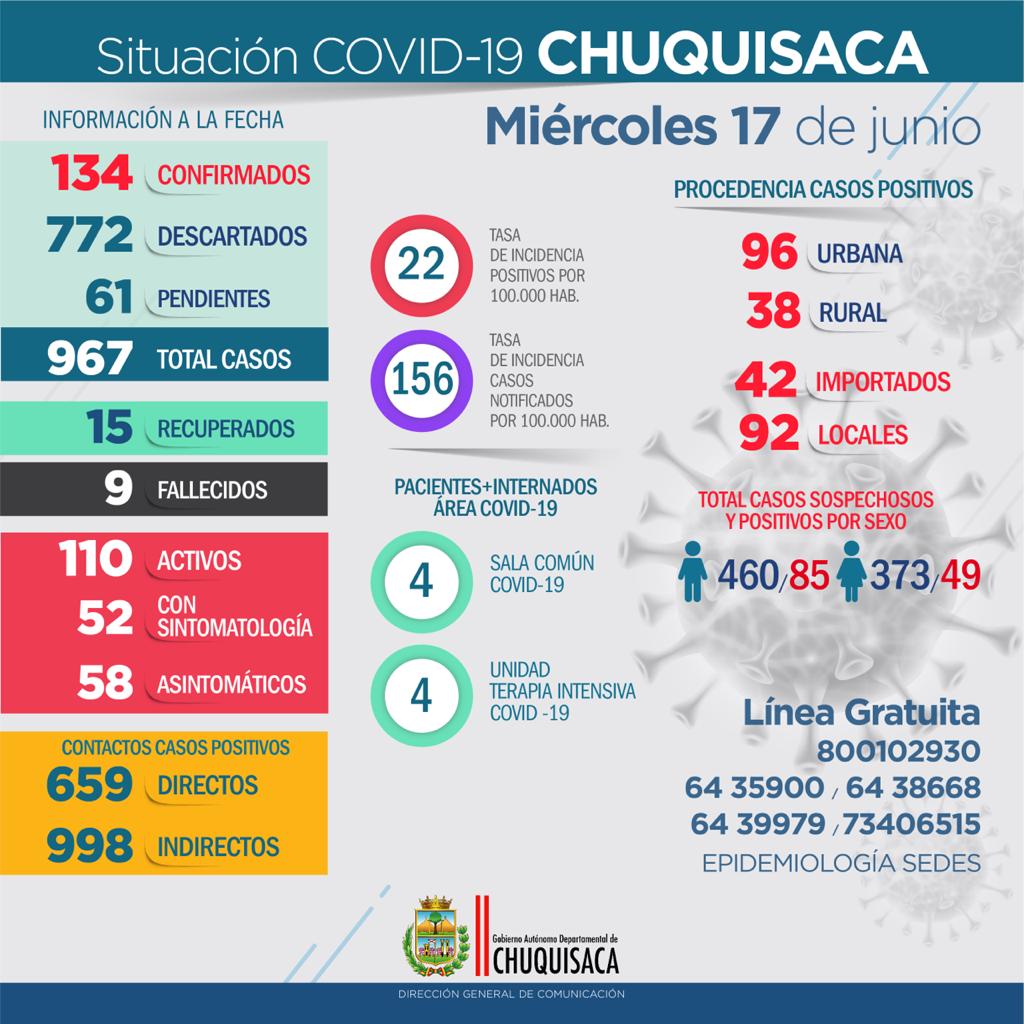 Situación COVID-19 CHUQUISACA
INFORMACIÓN A LA FECHA
134 CONFIRMADOS
772 DESCARTADOS
61 PENDIENTES
967 TOTAL CASOS
15 RECUPERADOS
9 FALLECIDOS
110 ACTIVOS
52 CON
SINTOMATOLOGÍA
58 ASINTOMÁTICOS
CONTACTOS CASOS POSITIVOS
659 DIRECTOS
998 INDIRECTOS
Miércoles 17 de junio
22
TASA
DE INCIDENCIA
POSITIVOS POR
100.000 HAB.
156
TASA
DE INCIDENCIA
CASOS
NOTIFICADOS
POR 100.000 HAB.
PACIENTES+INTERNADOS
ÁREA COVID-19
4
SALA COMÚN
COVID-19
4
UNIDAD
TERAPIA INTENSIVA
COVID -19
PROCEDENCIA CASOS POSITIVOS
96 URBANA
38 RURAL
42 IMPORTADOS
92 LOCALES
TOTAL CASOS SOSPECHOSOS
Y POSITIVOS POR SEXO
460/85 373/49
Línea Gratuita
800102930
64 35900 / 64 38668
64 39979 / 73406515
EPIDEMIOLOGÍA SEDES
Gobierno Autónomo Departamental de
CHUQUISACA
DIRECCIÓN GENERAL DE COMUNICACIÓN